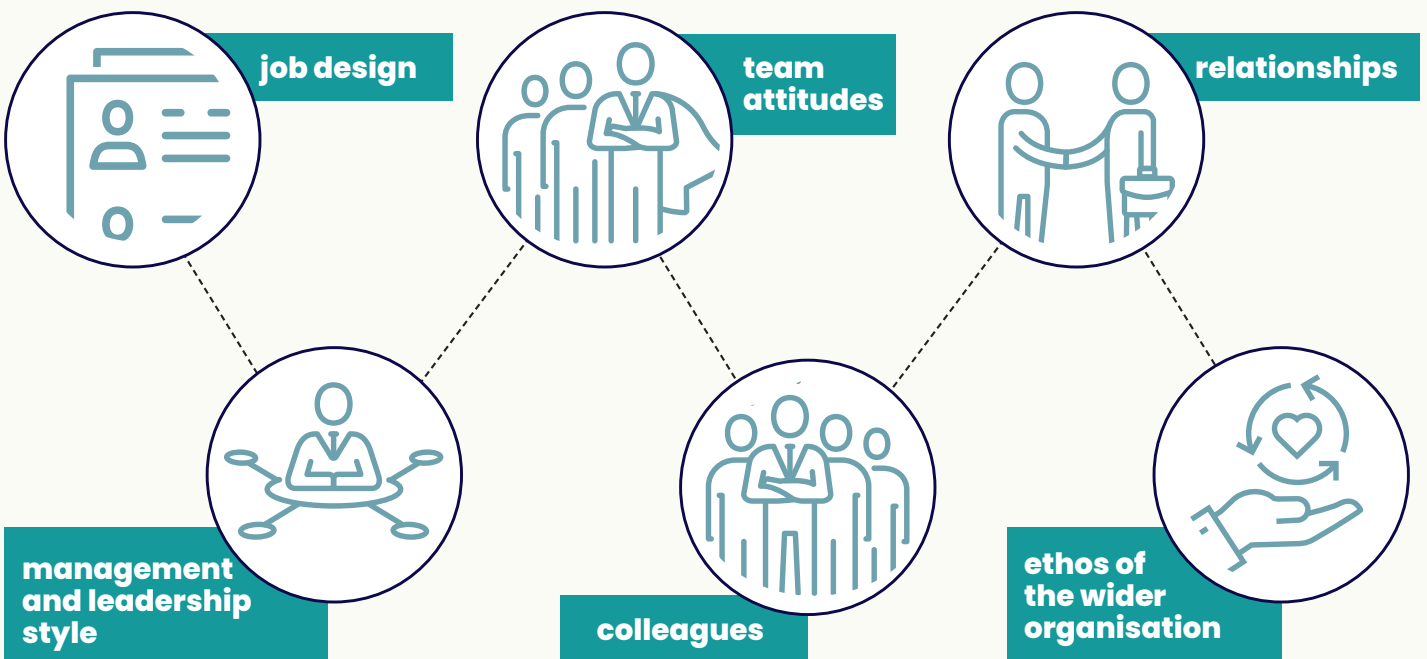 job design
team
attitudes
relationships
management
and leadership
style
colleagues
ethos of
the wider
organisation